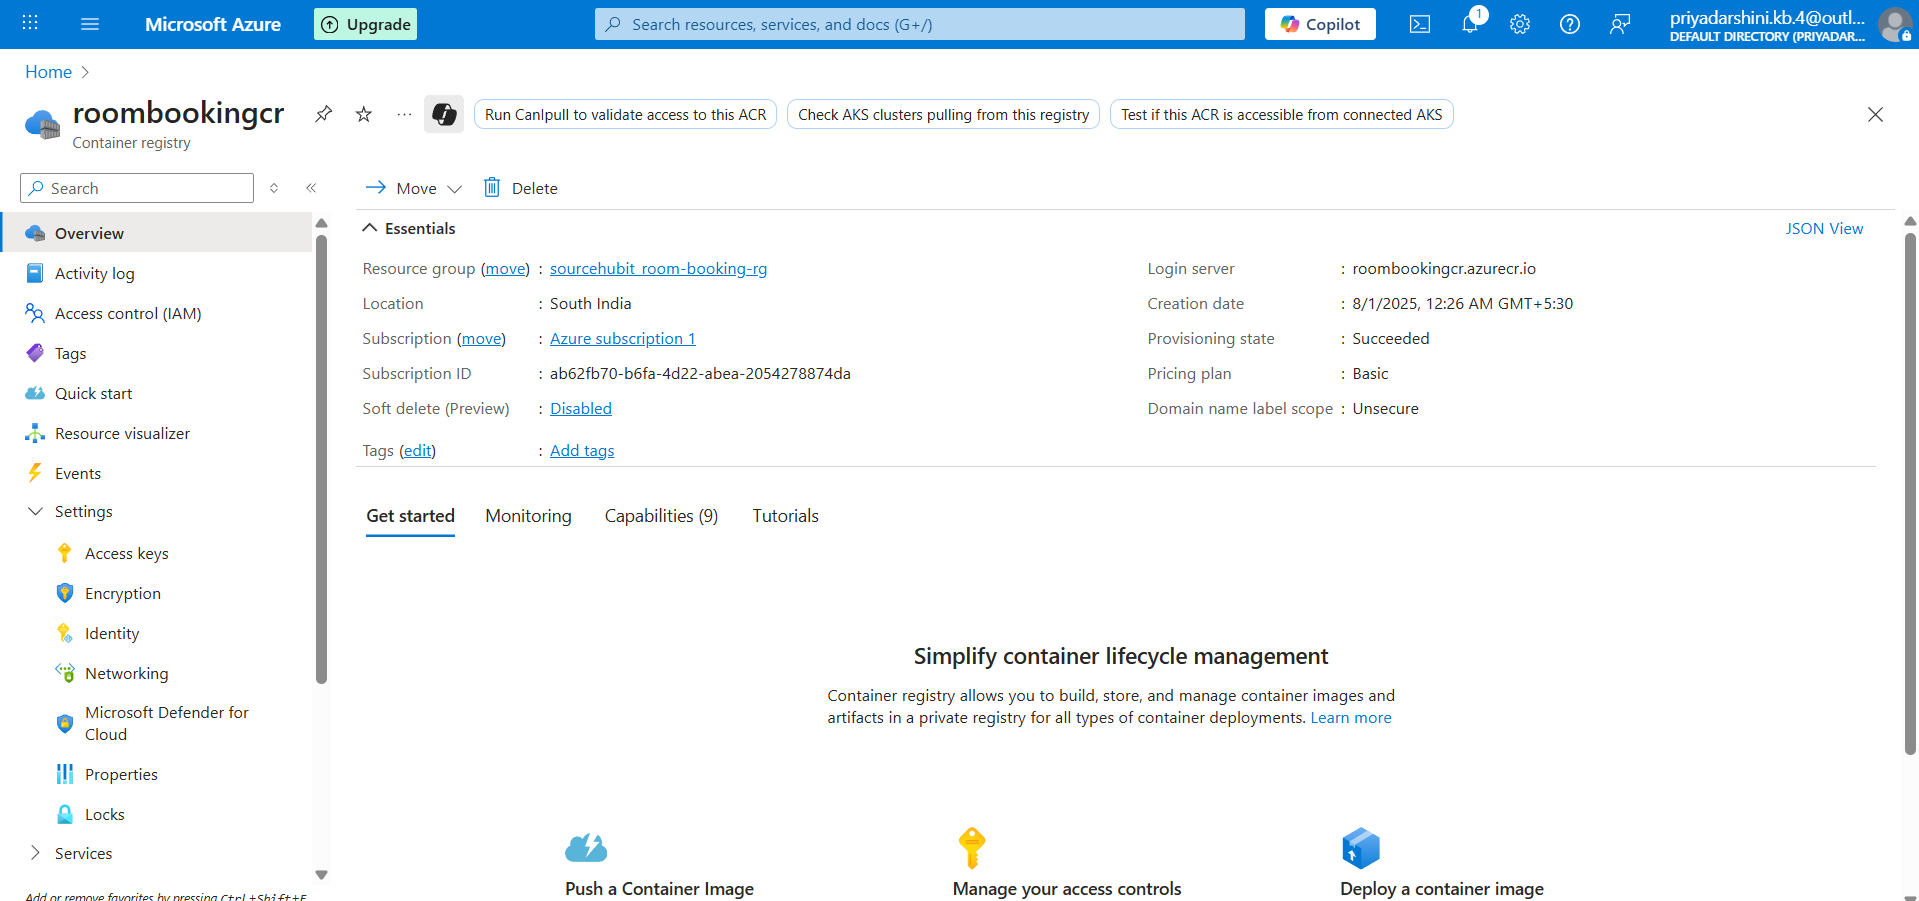 Microsoft Azure
Upgrade
Search resources, services, and docs (G+/)
Copilot
1
priyadarshini.kb.4@outl...
DEFAULT DIRECTORY (PRIYADAR...
Home
roombookingcr
Container registry
Run CanIpull to validate access to this ACR
Check AKS clusters pulling from this registry
Test if this ACR is accessible from connected AKS
Search
Move
Delete
Overview
Activity log
Access control (IAM)
Tags
Quick start
Resource visualizer
Events
Settings
Access keys
Encryption
Identity
Networking
Microsoft Defender for
Cloud
Properties
Locks
Services
Add or remove favorites by pressing Ctrl+Shift+F
Essentials
JSON View
Resource group (move) : sourcehubit_room-booking-rg
Location : South India
Subscription (move) : Azure subscription 1
Subscription ID : ab62fb70-b6fa-4d22-abea-2054278874da
Soft delete (Preview) : Disabled
Tags (edit) : Add tags
Login server : roombookingcr.azurecr.io
Creation date : 8/1/2025, 12:26 AM GMT+5:30
Provisioning state : Succeeded
Pricing plan : Basic
Domain name label scope : Unsecure
Get started
Monitoring
Capabilities (9)
Tutorials
Simplify container lifecycle management
Container registry allows you to build, store, and manage container images and
artifacts in a private registry for all types of container deployments. Learn more
Push a Container Image
Manage your access controls
Deploy a container image